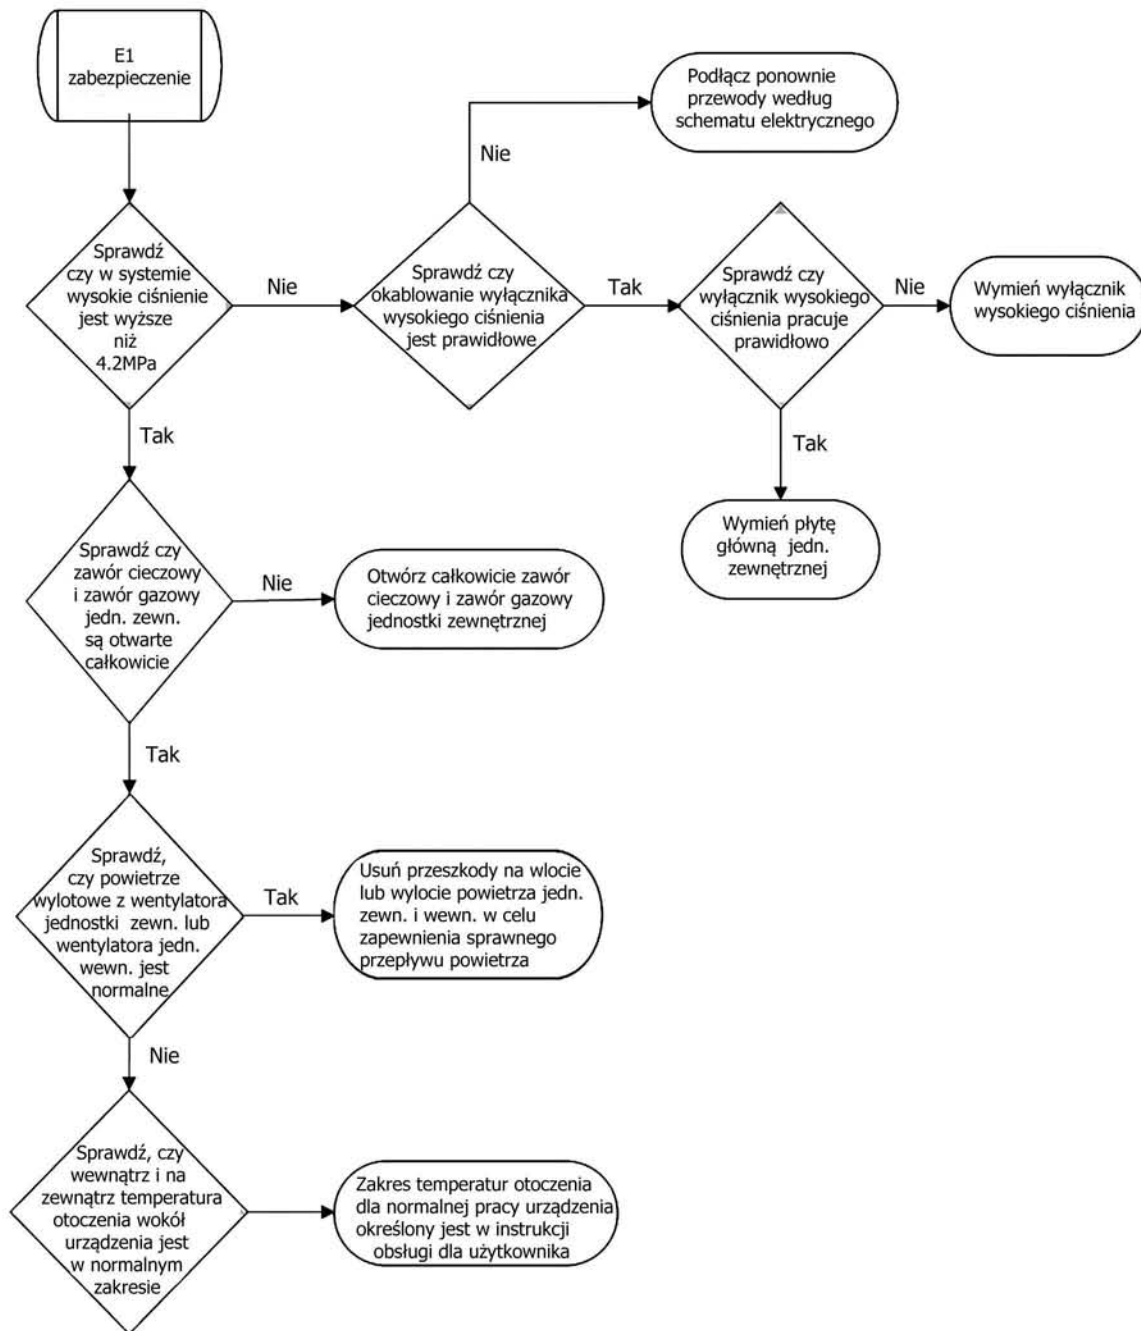 E1
zabezpieczenie
Podłącz ponownie
przewody według
schematu elektrycznego
Nie
Sprawdź
czy w systemie
wysokie ciśnienie
jest wyższe
niż
4.2MPa
Nie
Sprawdź czy
okablowanie wyłącznika
wysokiego ciśnienia
jest prawidłowe
Tak
Sprawdź czy
wyłącznik wysokiego
ciśnienia pracuje
prawidłowo
Nie
Wymień wyłącznik
wysokiego ciśnienia
Tak
Tak
Wymień płytę
główną jedn.
zewnętrznej
Sprawdź czy
zawór cieczowy
i zawór gazowy
jedn. zewn.
są otwarte
całkowicie
Nie
Otwórz całkowicie zawór
cieczowy i zawór gazowy
jednostki zewnętrznej
Tak
Sprawdź,
czy powietrze
wylotowe z wentylatora
jednostki zewn. lub
wentylatora jedn.
wewn. jest
normalne
Tak
Usuń przeszkody na wlocie
lub wylocie powietrza jedn.
zewn. i wewn. w celu
zapewnienia sprawnego
przepływu powietrza
Nie
Sprawdź, czy
wewnątrz i na
zewnątrz temperatura
otoczenia wokół
urządzenia jest
w normalnym
zakresie
Zakres temperatur otoczenia
dla normalnej pracy urządzenia
określony jest w instrukcji
obsługi dla użytkownika